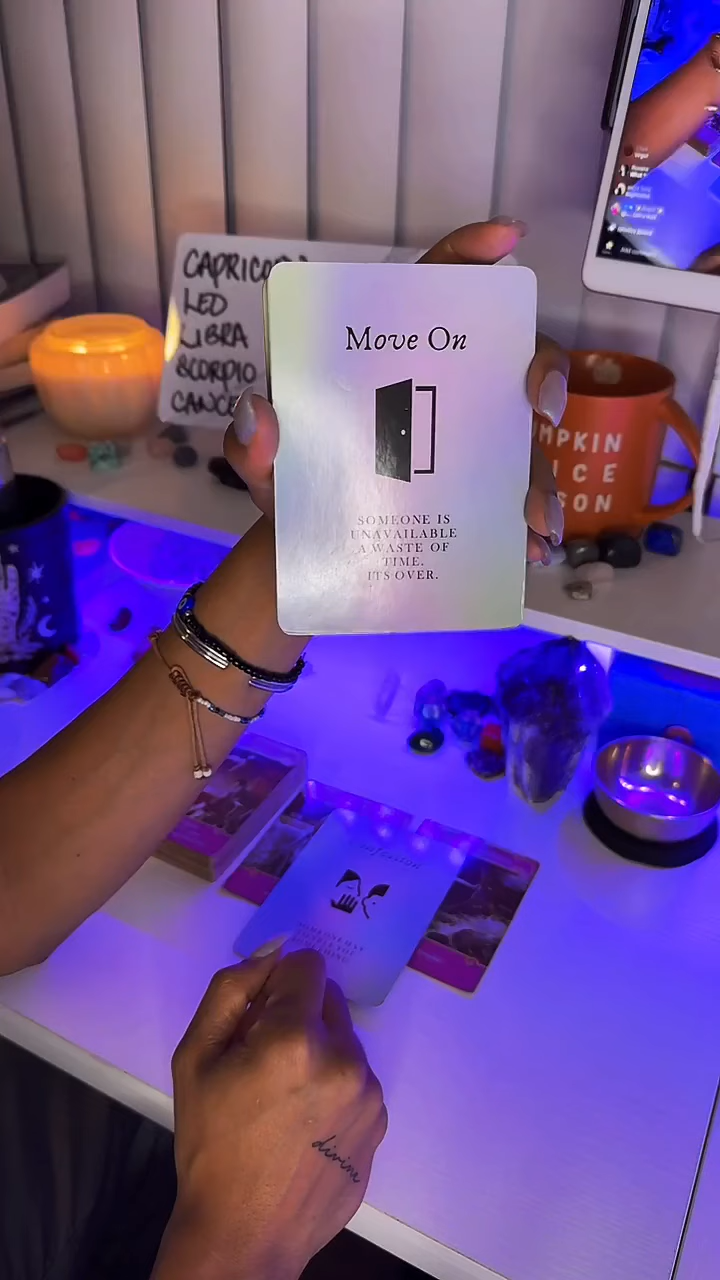 CAPRICO
LEO
LIBRA
SCORPIO
CANCE
Move On
SOMEONE IS
UNAVAILABLE
A WASTE OF
TIME.
ITS OVER.
MPKIN
ICE
SON
divine